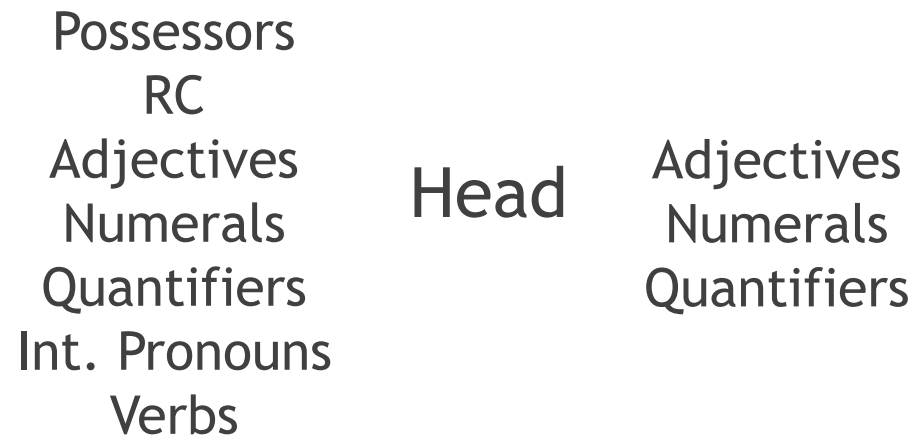 Possessors
RC
Adjectives
Numerals
Quantifiers
Int. Pronouns
Verbs
Head
Adjectives
Numerals
Quantifiers